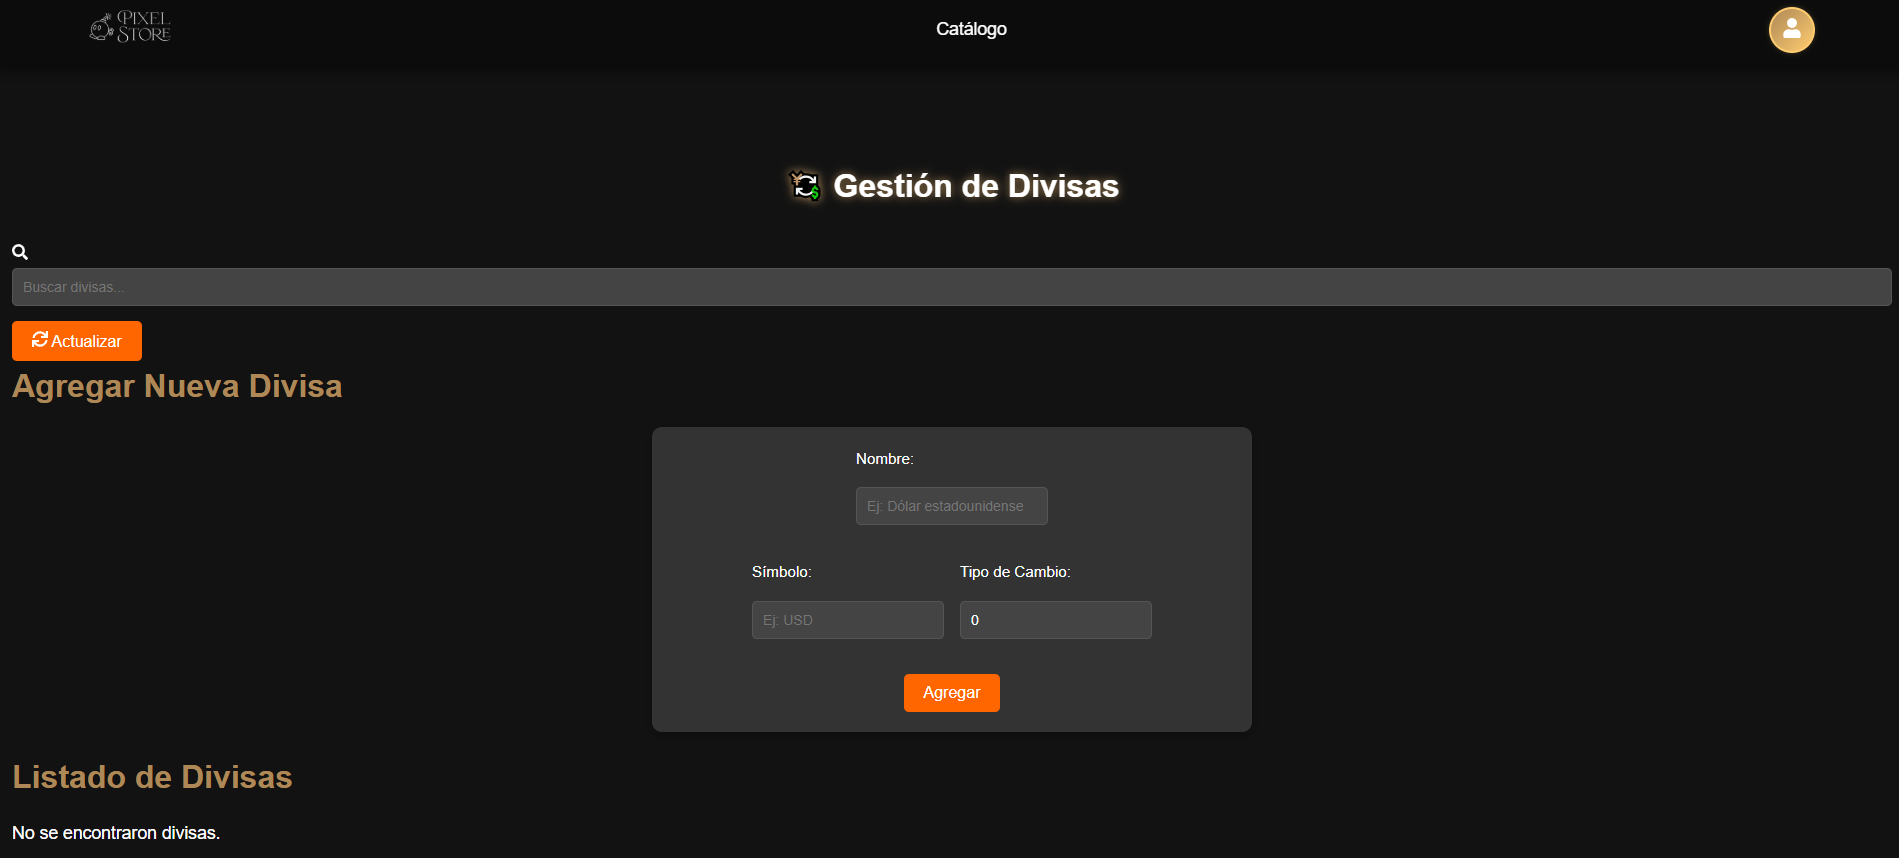 PIXEL
STORE
Catálogo
Gestión de Divisas
Buscar divisas...
Actualizar
Agregar Nueva Divisa
Nombre:
Ej: Dólar estadounidense
Símbolo: Tipo de Cambio:
Ej: USD 0
Agregar
Listado de Divisas
No se encontraron divisas.